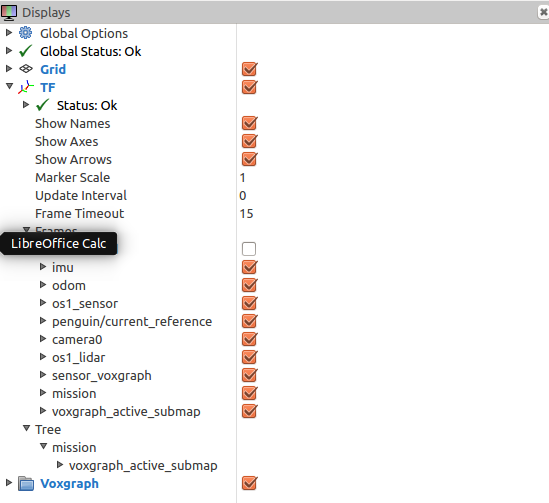 Displays
Global Options
Global Status: Ok
Grid
TF
Status: Ok
Show Names
Show Axes
Show Arrows
Marker Scale 1
Update Interval 0
Frame Timeout 15
Frames
LibreOffice Calc
imu
odom
os1_sensor
penguin/current_reference
camera0
os1_lidar
sensor_voxgraph
mission
voxgraph_active_submap
Tree
mission
voxgraph_active_submap
Voxgraph